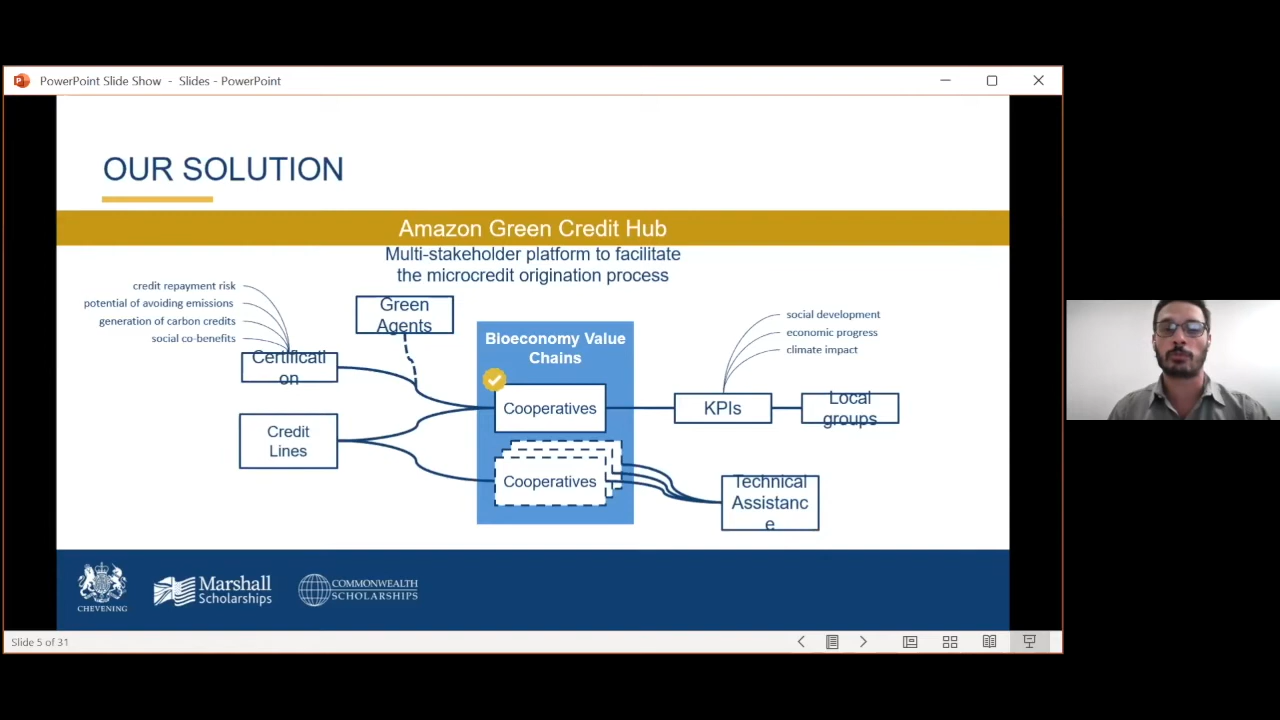 PowerPoint Slide Show - Slides - PowerPoint
OUR SOLUTION
Amazon Green Credit Hub
Multi-stakeholder platform to facilitate
the microcredit origination process
credit repayment risk
potential of avoiding emissions
generation of carbon credits
social co-benefits
Green
Agents
Certificati
on
Credit
Lines
Bioeconomy Value
Chains
Cooperatives
Cooperatives
social development
economic progress
climate impact
KPIs
Local
groups
Technical
Assistanc
e
CHEVENING
Marshall
Scholarships
COMMONWEALTH
SCHOLARSHIPS
Slide 5 of 31